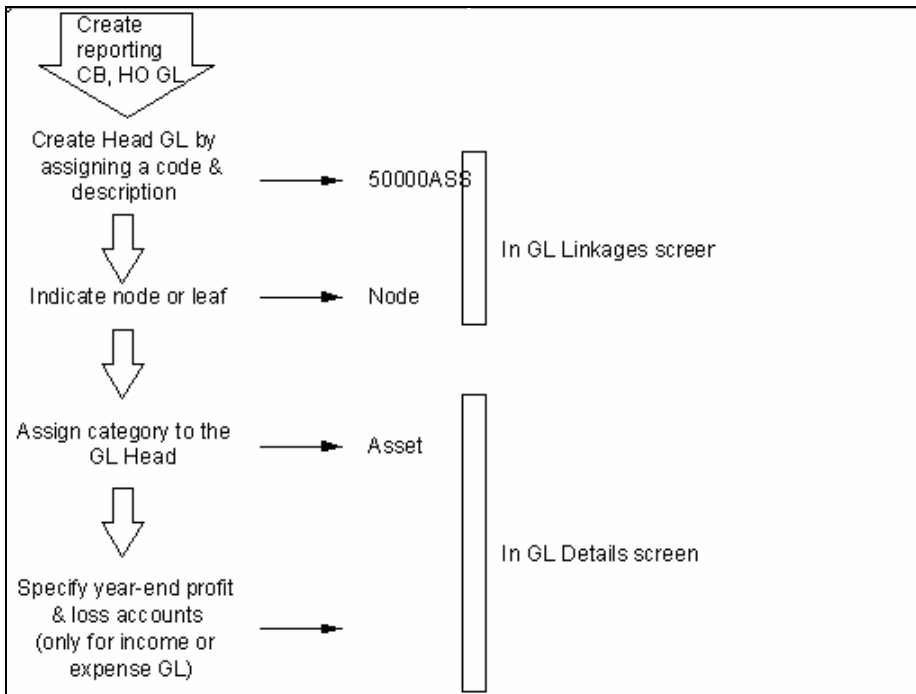 Create
reporting
CB, HO GL
Create Head GL by
assigning a code &
description
50000ASS
In GL Linkages screer
Indicate node or leaf
Node
Assign category to the
GL Head
Asset
In GL Details screen
Specify year-end profit
& loss accounts
(only for income or
expense GL)